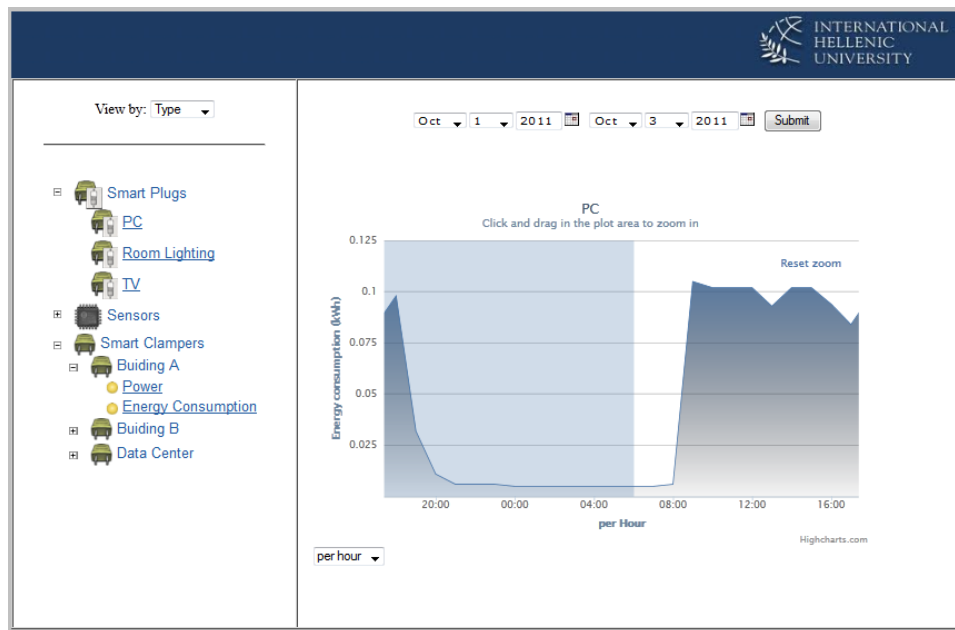 INTERNATIONAL
HELLENIC
UNIVERSITY
View by: Type
Oct 1 2011 Oct 3 2011 Submit
Smart Plugs
PC
Room Lighting
TV
Sensors
Smart Clampers
Buiding A
Power
Energy Consumption
Buiding B
Data Center
PC
Click and drag in the plot area to zoom in
Reset zoom
Energy consumption (kWh)
0.125
0.1
0.075
0.05
0.025
20:00 00:00 04:00 08:00 12:00 16:00
per Hour
Highcharts.com
per hour